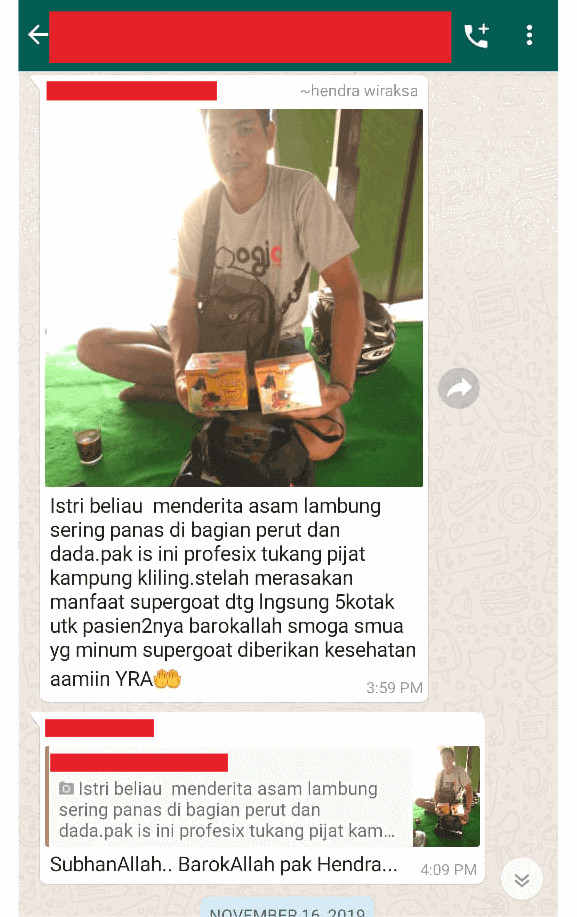 ~hendra wiraksa
ogic
Istri beliau  menderita asam lambung
sering panas di bagian perut dan
dada.pak is ini profesix tukang pijat
kampung kliling.stelah merasakan
manfaat supergoat dtg lngsung 5kotak
utk pasien2nya barokallah smoga smua
yg minum supergoat diberikan kesehatan
aamiin YRA🤲
3:59 PM
Istri beliau  menderita asam lambung
sering panas di bagian perut dan
dada.pak is ini profesix tukang pijat kam...
SubhanAllah.. BarokAllah pak Hendra...
4:09 PM
NOVEMBER 16, 2019